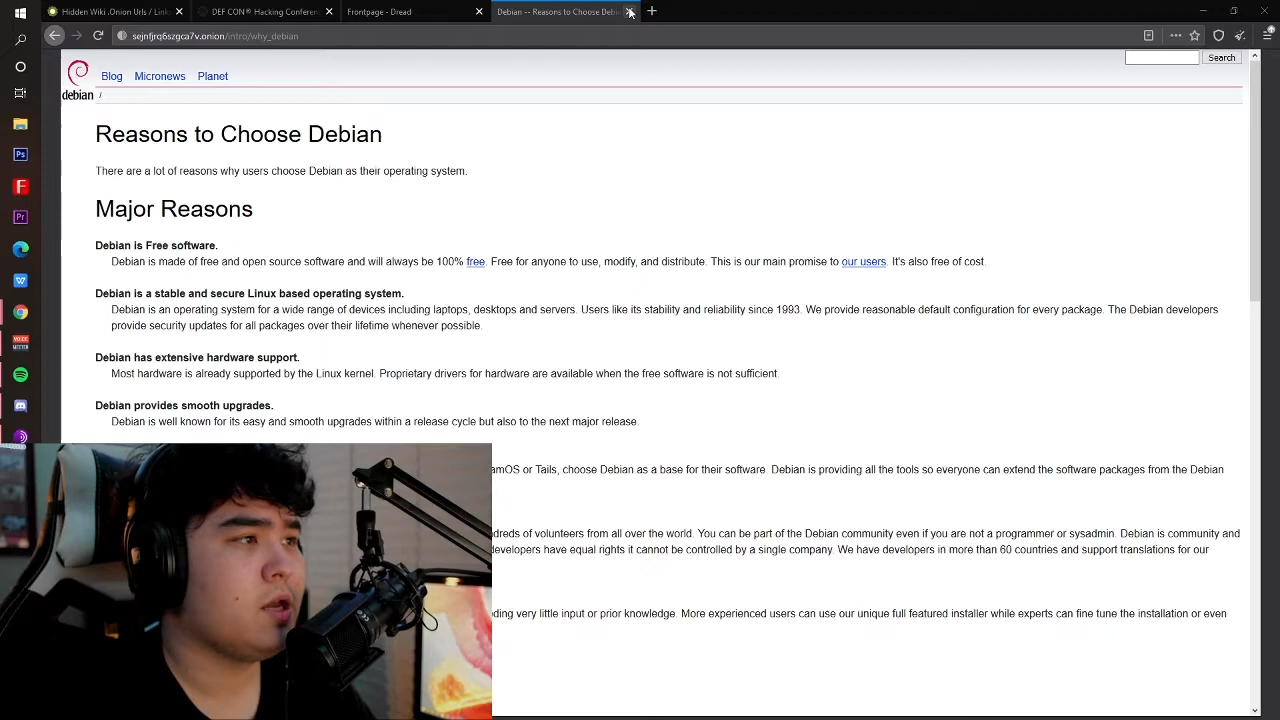 Hidden Wiki .Onion Urls / Link
DEF CON® Hacking Conferen
Frontpage - Dread
Debian -- Reasons to Choose Debi
sejnfjrq6szgca7v.onion/intro/why_debian
Search
Blog Micronews Planet
debian /
Reasons to Choose Debian
There are a lot of reasons why users choose Debian as their operating system.
Major Reasons
Debian is Free software.
Debian is made of free and open source software and will always be 100% free. Free for anyone to use, modify, and distribute. This is our main promise to our users. It's also free of cost.
Debian is a stable and secure Linux based operating system.
Debian is an operating system for a wide range of devices including laptops, desktops and servers. Users like its stability and reliability since 1993. We provide reasonable default configuration for every package. The Debian developers
provide security updates for all packages over their lifetime whenever possible.
Debian has extensive hardware support.
Most hardware is already supported by the Linux kernel. Proprietary drivers for hardware are available when the free software is not sufficient.
Debian provides smooth upgrades.
Debian is well known for its easy and smooth upgrades within a release cycle but also to the next major release.
amOS or Tails, choose Debian as a base for their software. Debian is providing all the tools so everyone can extend the software packages from the Debian
dreds of volunteers from all over the world. You can be part of the Debian community even if you are not a programmer or sysadmin. Debian is community and
developers have equal rights it cannot be controlled by a single company. We have developers in more than 60 countries and support translations for our
ding very little input or prior knowledge. More experienced users can use our unique full featured installer while experts can fine tune the installation or even
Ps
F
Pr
W
VOICE
MEETER